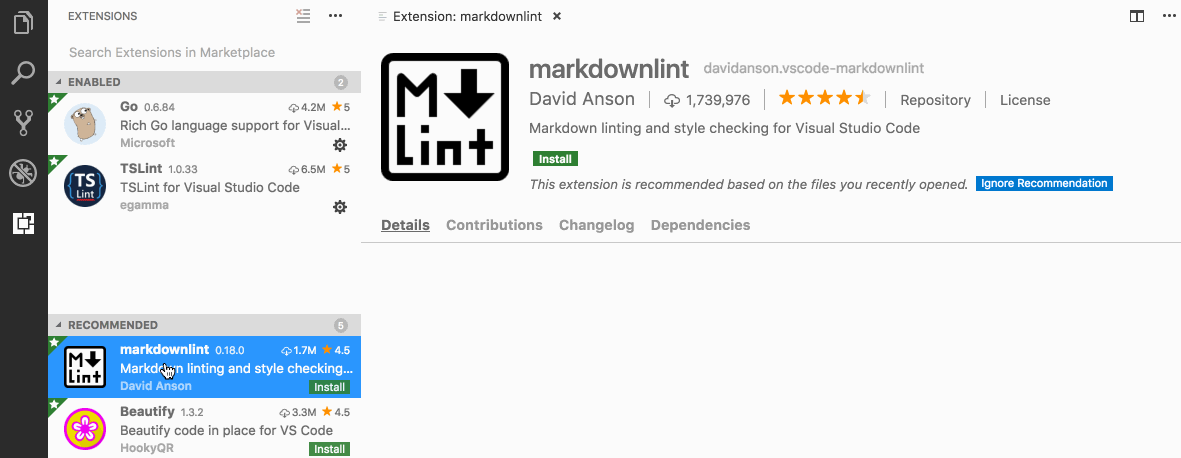 EXTENSIONS
Search Extensions in Marketplace
ENABLED 2
Go 0.6.84 4.2M 5
Rich Go language support for Visual...
Microsoft
TSLint 1.0.33 6.5M 5
TSLint for Visual Studio Code
egamma
TS
Lint
RECOMMENDED 5
markdownlint 0.18.0 1.7M 4.5
Markdown linting and style checking...
David Anson Install
M
Lint
Beautify 1.3.2 3.3M 4.5
Beautify code in place for VS Code
HookyQR Install
Extension: markdownlint
M
Lint
markdownlint davidanson.vscode-markdownlint
David Anson 1,739,976 Repository License
Markdown linting and style checking for Visual Studio Code
Install
This extension is recommended based on the files you recently opened. Ignore Recommendation
Details Contributions Changelog Dependencies